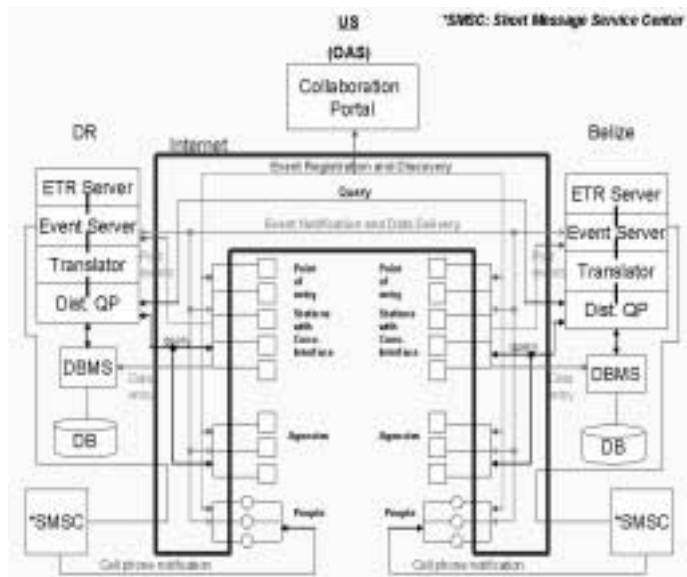 US
*SMSC: Short Message Service Center
(OAS)
Collaboration
Portal
DR
Internet
Belize
Event Registration and Discovery
ETR Server
Query
ETR Server
Event Server
Event Notification and Data Delivery
Event Server
Translator
Point
of
entry
Point
of
entry
Translator
Dist. QP
Stations
with
Interface
Stations
with
Interface
Dist. QP
query
query
DBMS
Data
entry
Data
entry
DBMS
DB
Agencies
Agencies
DB
*SMSC
People
People
*SMSC
Cell phone notification
Cell phone notification